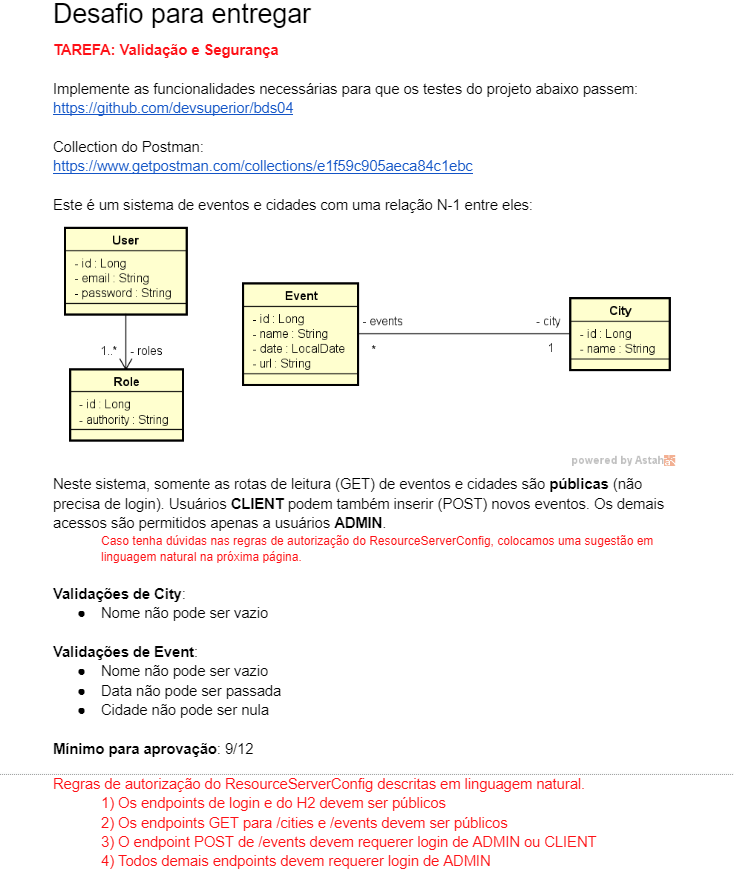 Desafio para entregar
TAREFA: Validação e Segurança
Implemente as funcionalidades necessárias para que os testes do projeto abaixo passem:
https://github.com/devsuperior/bds04
Collection do Postman:
https://www.getpostman.com/collections/e1f59c905aeca84c1ebc
Este é um sistema de eventos e cidades com uma relação N-1 entre eles:
User
- id : Long
- email : String
- password : String
1..* - roles
Role
- id : Long
- authority : String
Event
- id : Long
- name : String
- date : LocalDate
- url : String
- events
*
- city
1
City
- id : Long
- name : String
powered by Astah
Neste sistema, somente as rotas de leitura (GET) de eventos e cidades são públicas (não
precisa de login). Usuários CLIENT podem também inserir (POST) novos eventos. Os demais
acessos são permitidos apenas a usuários ADMIN.
Caso tenha dúvidas nas regras de autorização do ResourceServerConfig, colocamos uma sugestão em
linguagem natural na próxima página.
Validações de City:
● Nome não pode ser vazio
Validações de Event:
● Nome não pode ser vazio
● Data não pode ser passada
● Cidade não pode ser nula
Mínimo para aprovação: 9/12
Regras de autorização do ResourceServerConfig descritas em linguagem natural.
1) Os endpoints de login e do H2 devem ser públicos
2) Os endpoints GET para /cities e /events devem ser públicos
3) O endpoint POST de /events devem requerer login de ADMIN ou CLIENT
4) Todos demais endpoints devem requerer login de ADMIN